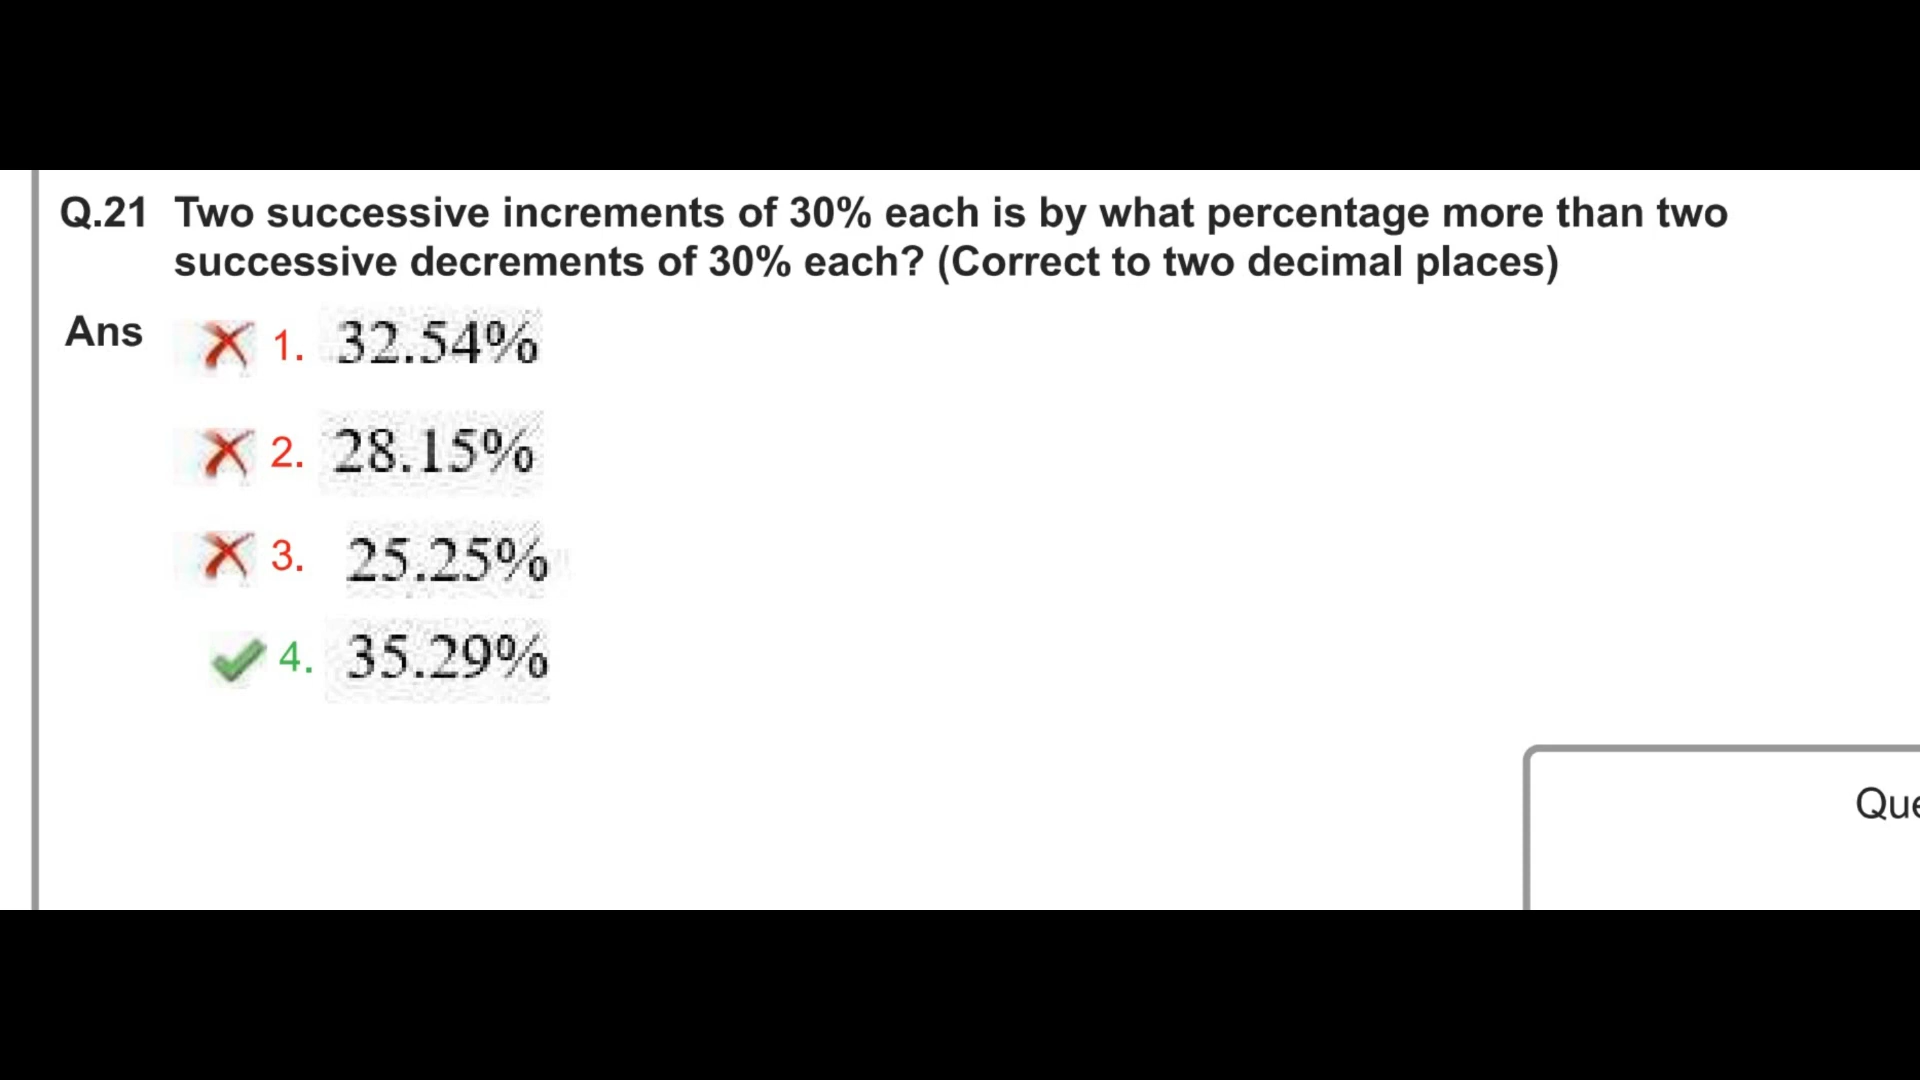 Q.21 Two successive increments of 30% each is by what percentage more than two
successive decrements of 30% each? (Correct to two decimal places)
Ans 1. 32.54%
2. 28.15%
3. 25.25%
4. 35.29%
Que